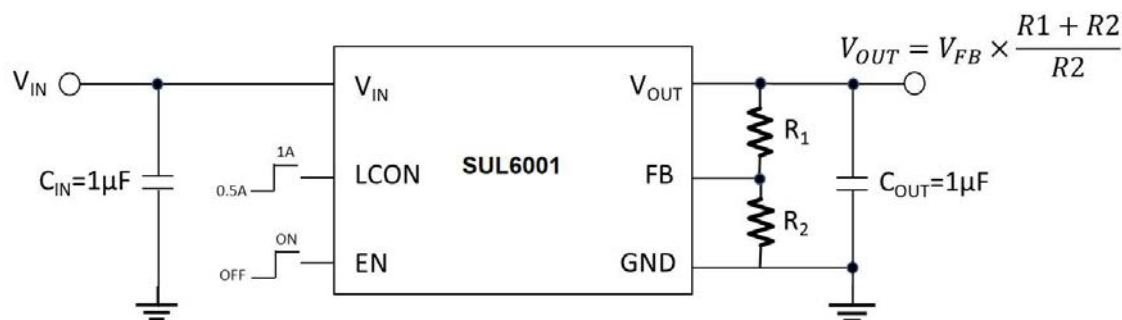 V_OUT = V_FB × (R1 + R2) / R2
V_IN
V_IN
V_OUT
R_1
C_IN=1μF
1A
0.5A
LCON
SUL6001
FB
C_OUT=1μF
R_2
ON
OFF
EN
GND